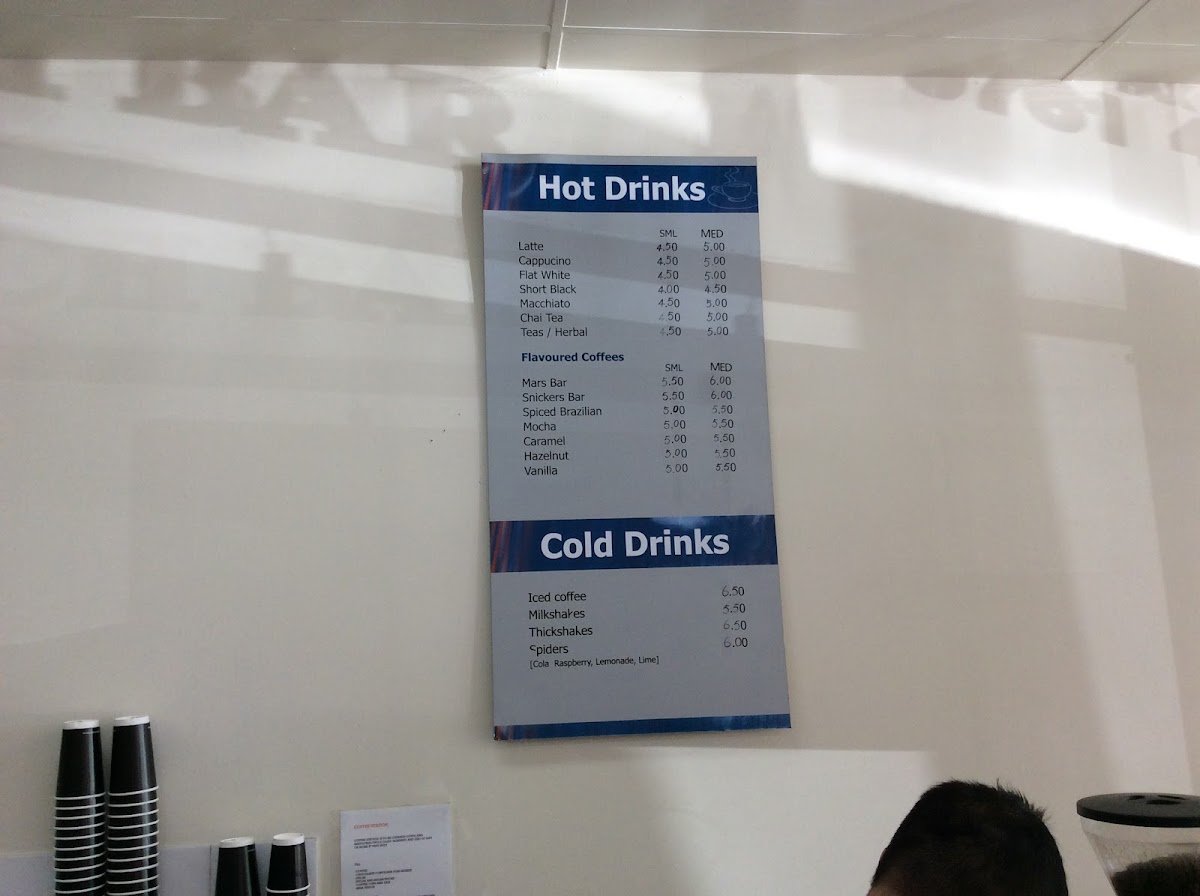 BAR
Hot Drinks
SML MED
Latte 4.50 5.00
Cappucino 4.50 5.00
Flat White 4.50 5.00
Short Black 4.00 4.50
Macchiato 4.50 5.00
Chai Tea 4.50 5.00
Teas / Herbal 4.50 5.00
Flavoured Coffees
SML MED
Mars Bar 5.50 6.00
Snickers Bar 5.50 6.00
Spiced Brazilian 5.00 5.50
Mocha 5.00 5.50
Caramel 5.00 5.50
Hazelnut 5.00 5.50
Vanilla 5.00 5.50
Cold Drinks
Iced coffee 6.50
Milkshakes 5.50
Thickshakes 6.50
Spiders 6.00
[Cola Raspberry, Lemonade, Lime]